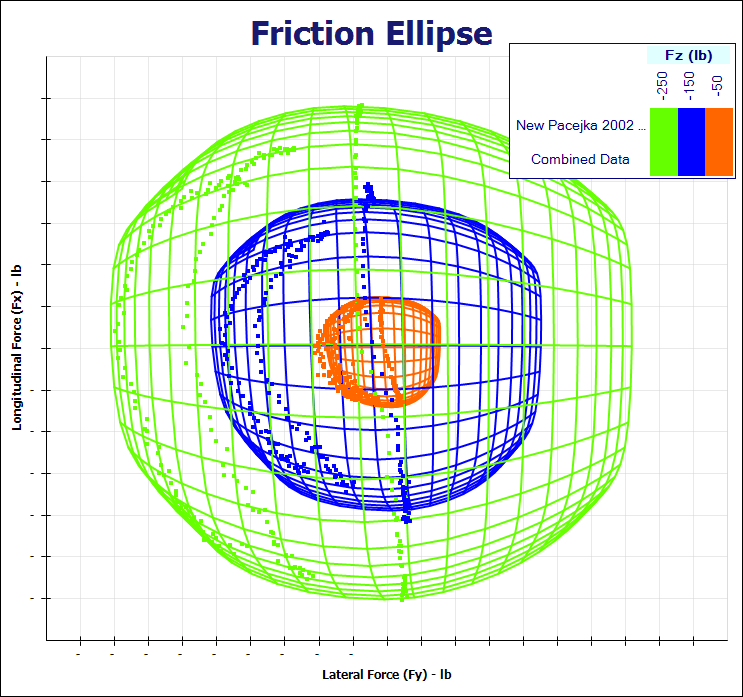 Friction Ellipse
Fz (lb)
-250
-150
-50
New Pacejka 2002 ...
Combined Data
Longitudinal Force (Fx) - lb
Lateral Force (Fy) - lb